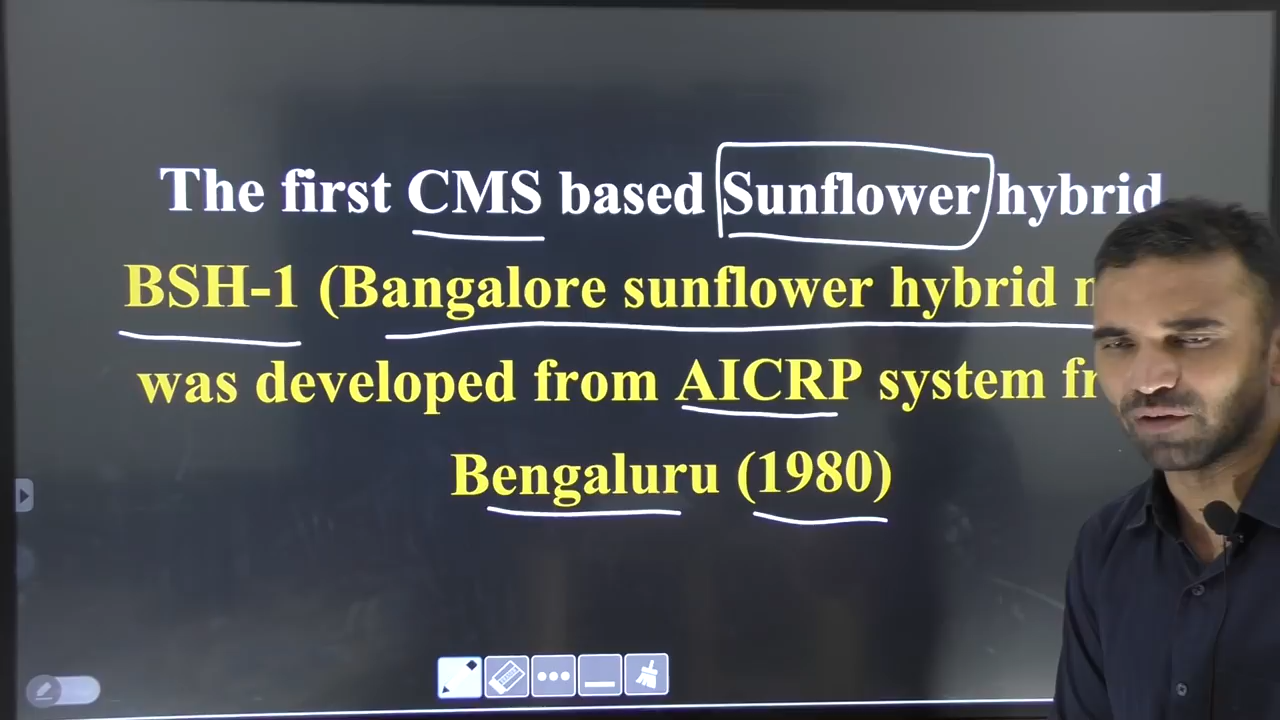 The first CMS based Sunflower hybrid
BSH-1 (Bangalore sunflower hybrid
was developed from AICRP system
Bengaluru (1980)